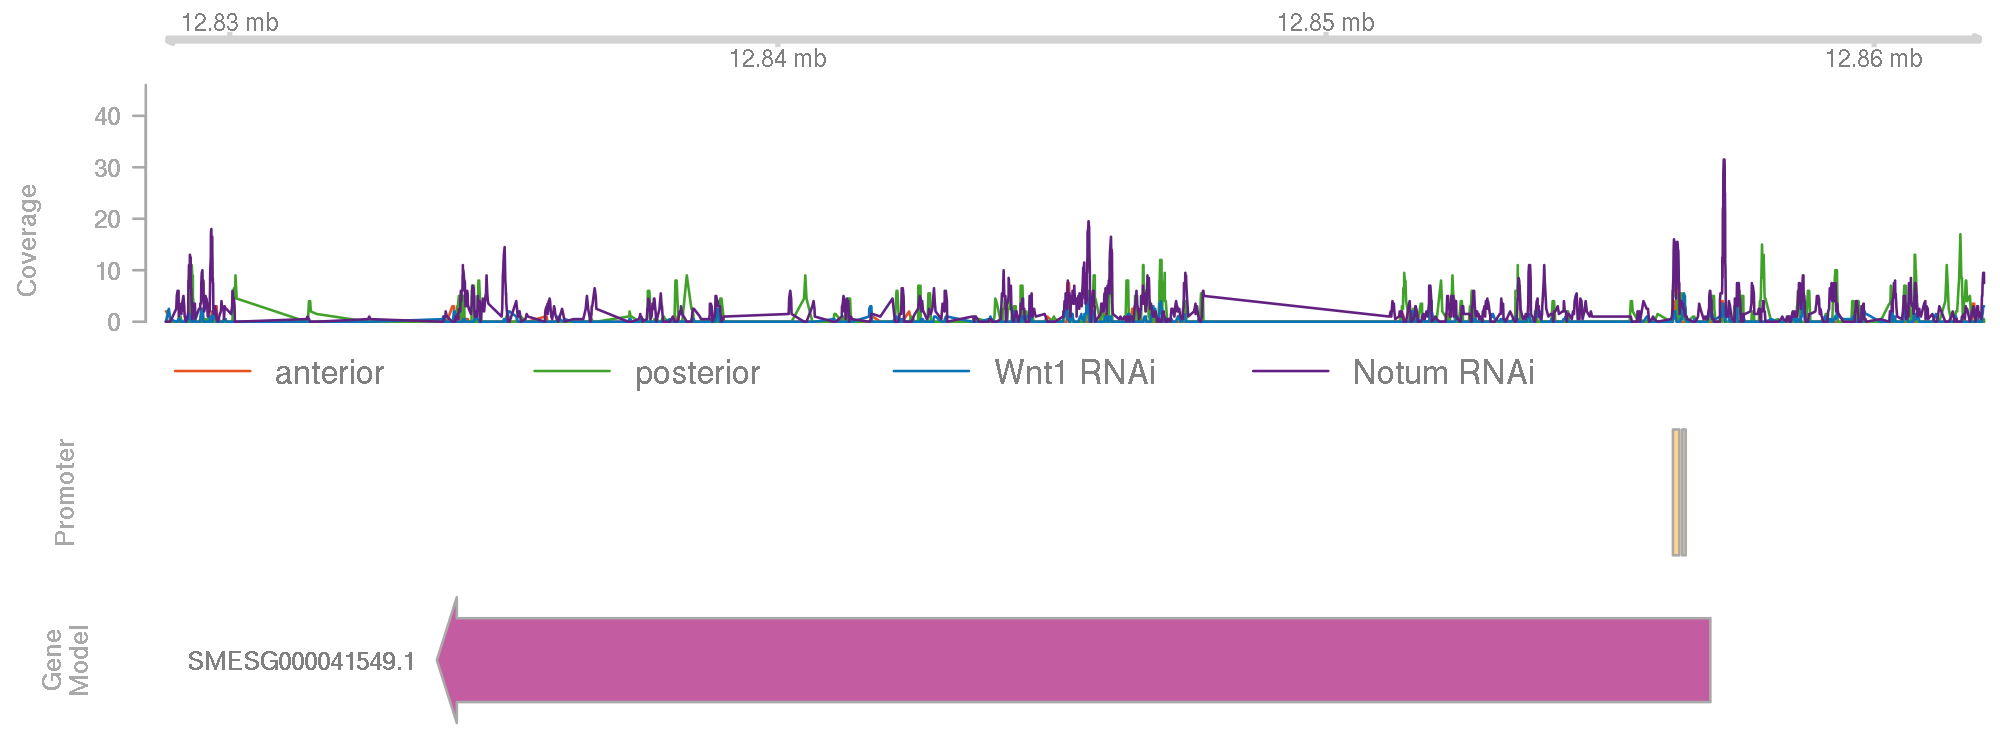 12.83 mb
12.85 mb
12.84 mb
12.86 mb
Coverage
40
30
20
10
0
anterior
posterior
Wnt1 RNAi
Notum RNAi
Promoter
Gene
Model
SMESG000041549.1